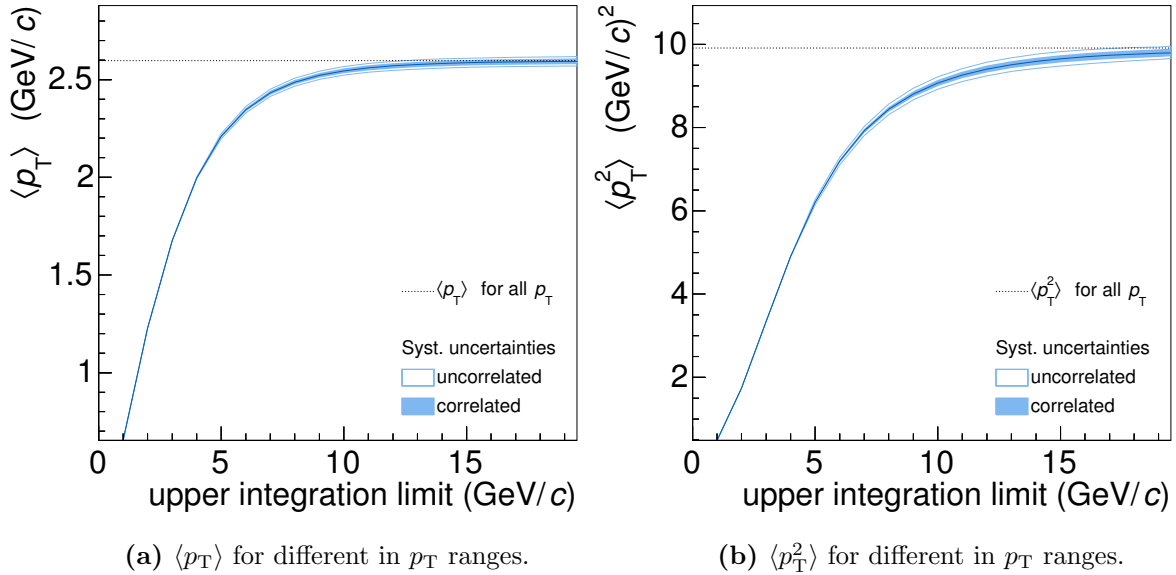 ⟨p_T⟩ (GeV/c)
2.5
2
1.5
1
⟨p_T⟩ for all p_T
Syst. uncertainties
uncorrelated
correlated
0
5
10
15
upper integration limit (GeV/c)
(a) ⟨p_T⟩ for different in p_T ranges.
⟨p_T^2⟩ (GeV/c)^2
10
8
6
4
2
⟨p_T^2⟩ for all p_T
Syst. uncertainties
uncorrelated
correlated
0
5
10
15
upper integration limit (GeV/c)
(b) ⟨p_T^2⟩ for different in p_T ranges.